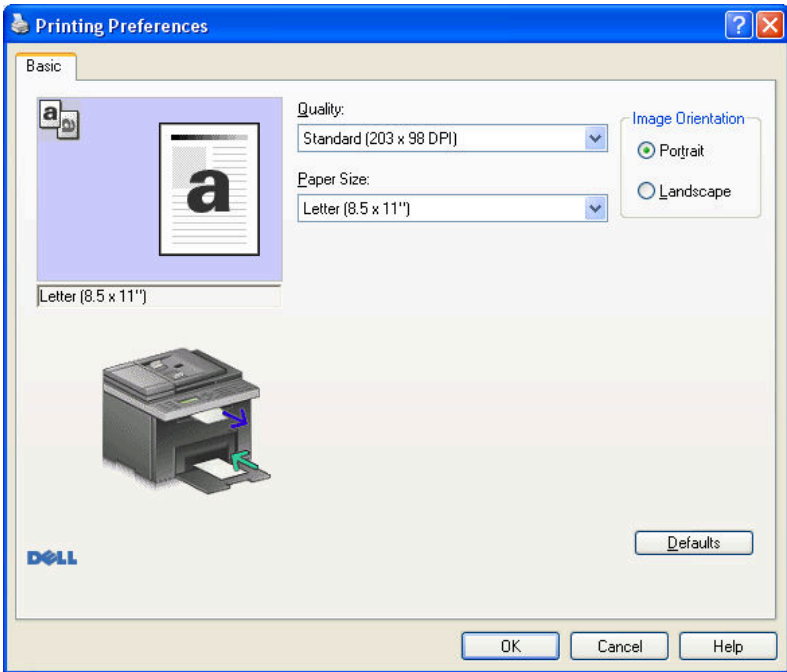 Printing Preferences
Basic
a a
a
Letter (8.5 x 11")
Quality:
Standard (203 x 98 DPI)
Paper Size:
Letter (8.5 x 11")
Image Orientation
Portrait
Landscape
DELL
Defaults
OK Cancel Help